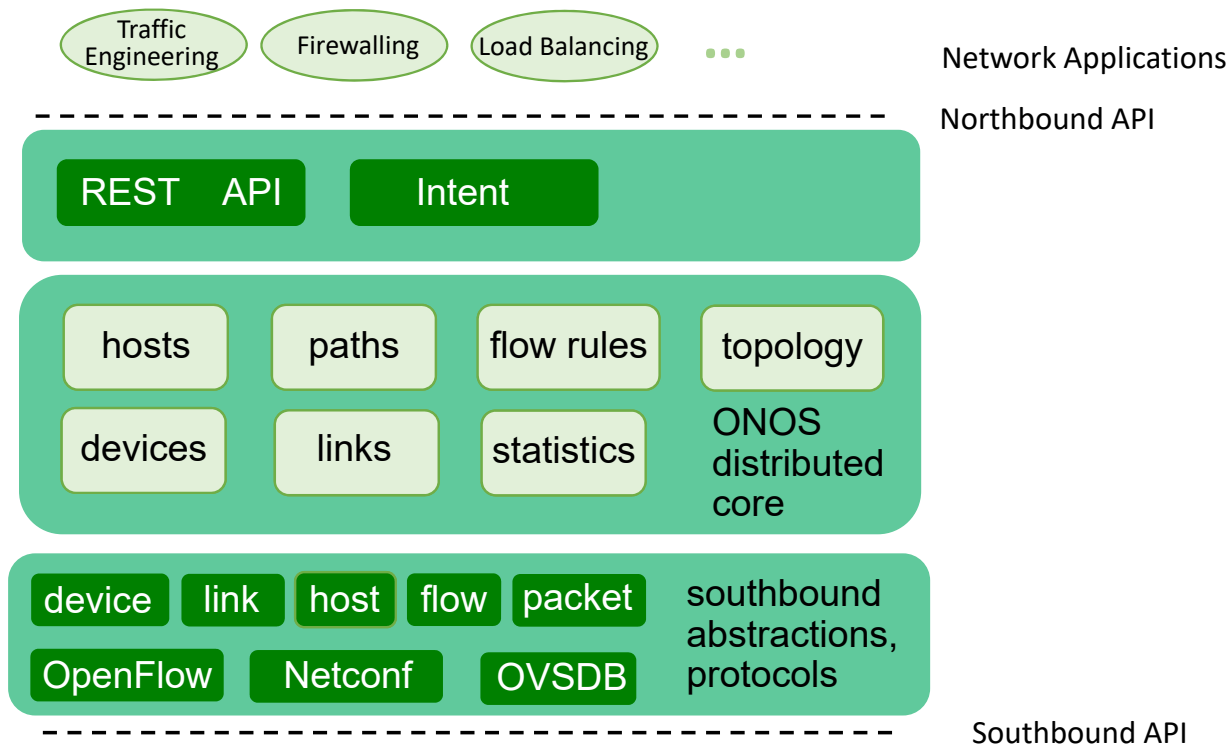 Traffic
Engineering
Firewalling
Load Balancing
...
Network Applications
Northbound API
REST API
Intent
hosts
paths
flow rules
topology
devices
links
statistics
ONOS
distributed
core
device
link
host
flow
packet
southbound
abstractions,
protocols
OpenFlow
Netconf
OVSDB
Southbound API